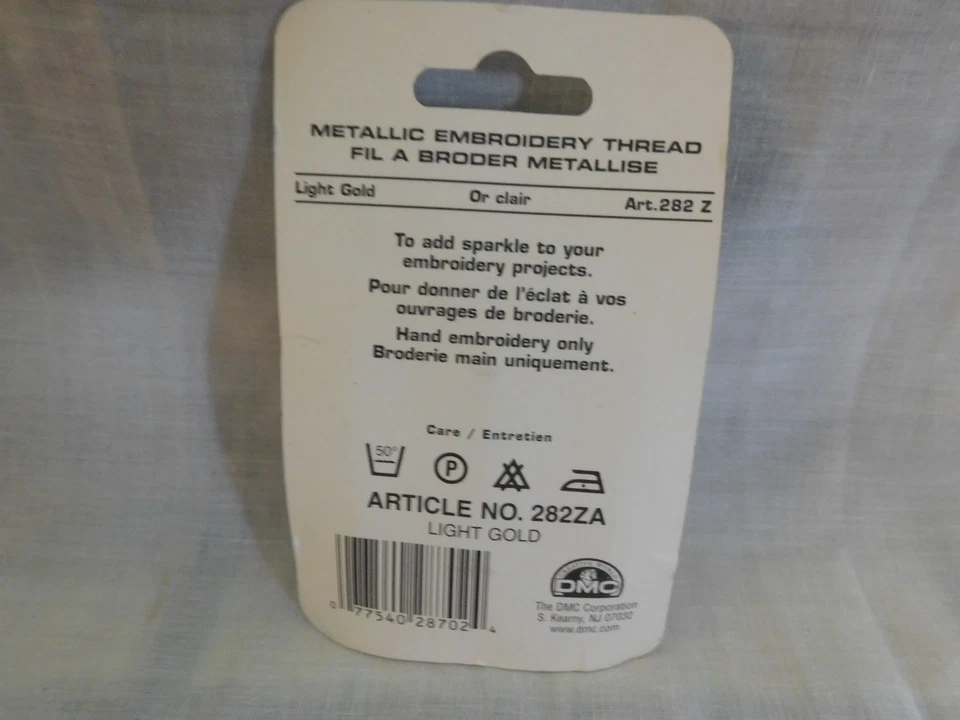 METALLIC EMBROIDERY THREAD
FIL A BRODER METALLISE
Light Gold Or clair Art.282 Z
To add sparkle to your
embroidery projects.
Pour donner de l'éclat à vos
ouvrages de broderie.
Hand embroidery only
Broderie main uniquement.
Care / Entretien
50° P
ARTICLE NO. 282ZA
LIGHT GOLD
0 77540 28702 4
DMC
The DMC Corporation
S. Kearny, NJ 07032
www.dmc.com